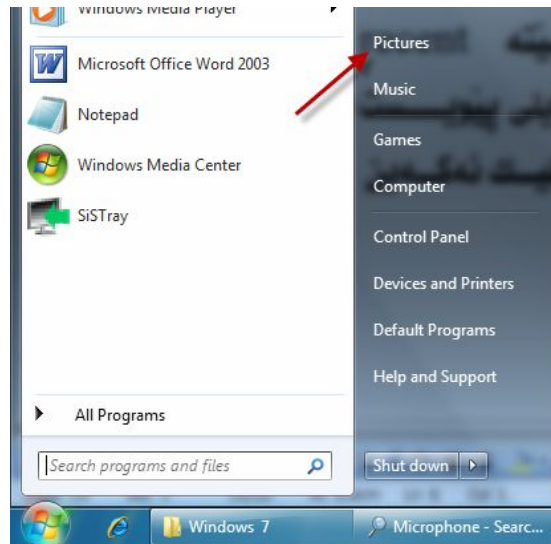 Windows Media Player
Microsoft Office Word 2003
Notepad
Windows Media Center
SiSTray
All Programs
Search programs and files
Pictures
Music
Games
Computer
Control Panel
Devices and Printers
Default Programs
Help and Support
Shut down
Windows 7
Microphone - Searc...